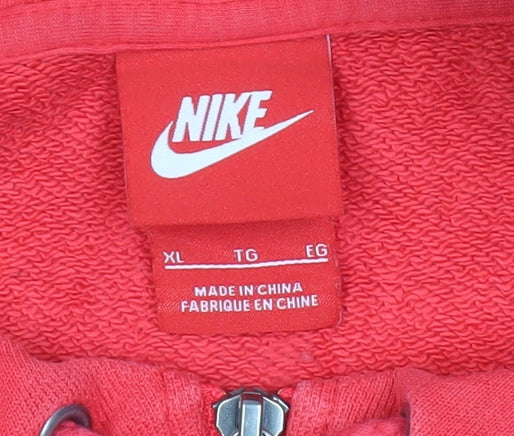 NIKE
XL TG EG
MADE IN CHINA
FABRIQUE EN CHINE